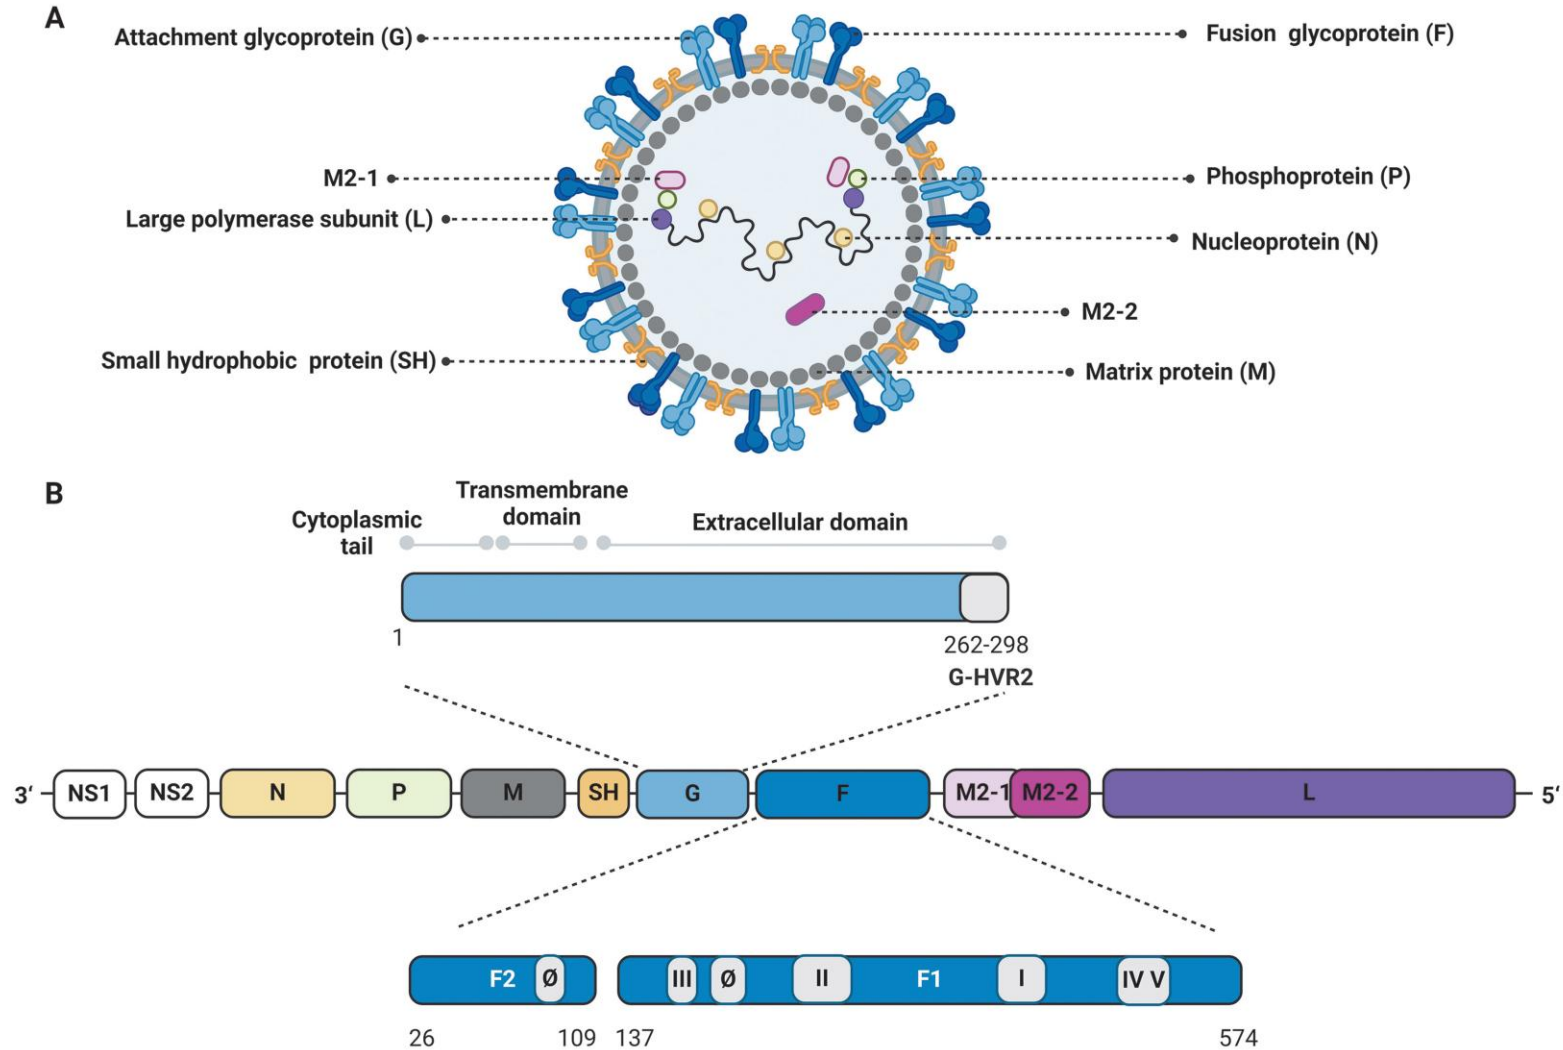 A
Attachment glycoprotein (G)
Fusion glycoprotein (F)
M2-1
Phosphoprotein (P)
Large polymerase subunit (L)
Nucleoprotein (N)
M2-2
Small hydrophobic protein (SH)
Matrix protein (M)
B
Cytoplasmic
tail
Transmembrane
domain
Extracellular domain
1
262-298
G-HVR2
3‘ NS1 NS2 N P M SH G F M2-1 M2-2 L 5‘
F2 Ø III Ø II F1 I IV V
26 109 137 574